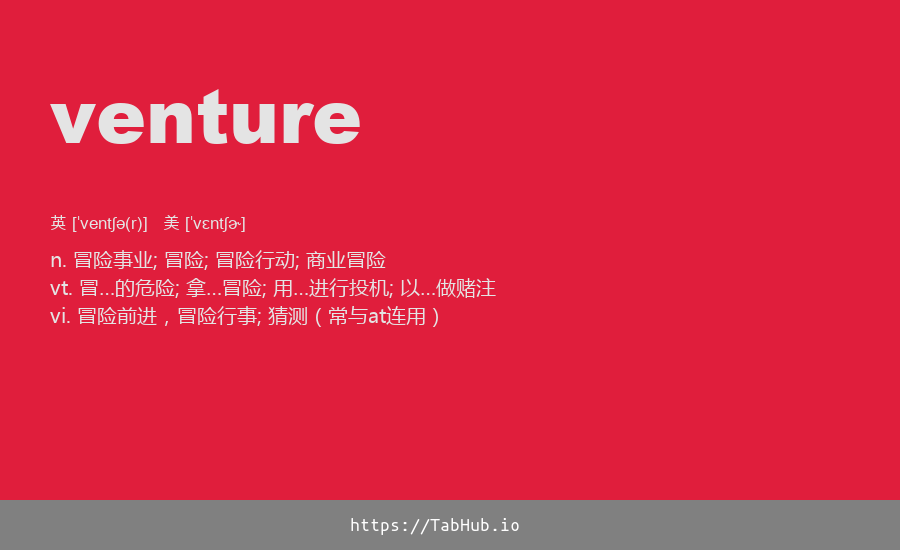 venture
英 ['ventʃə(r)] 美 ['vɛntʃɚ]
n. 冒险事业; 冒险; 冒险行动; 商业冒险
vt. 冒…的危险; 拿…冒险; 用…进行投机; 以…做赌注
vi. 冒险前进，冒险行事; 猜测（常与at连用）
https://TabHub.io